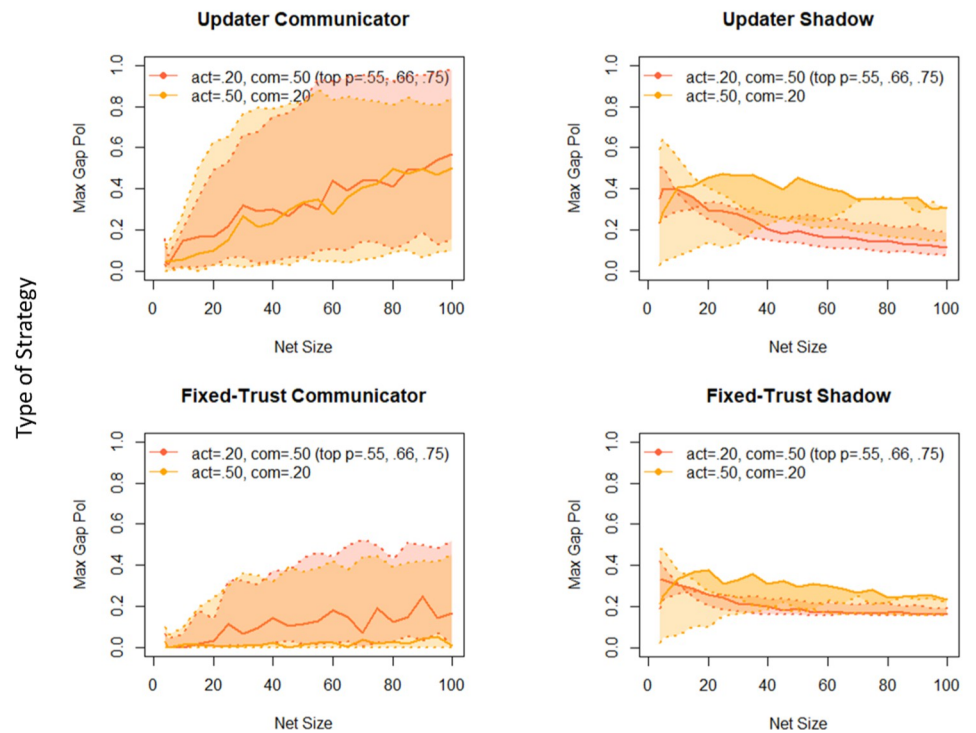 Updater Communicator
Updater Shadow
1.0
0.8
0.6
0.4
0.2
0.0
Max Gap Pol
act=.20, com=.50 (top p=.55, .66, .75)
act=.50, com=.20
0 20 40 60 80 100
Net Size
1.0
0.8
0.6
0.4
0.2
0.0
Max Gap Pol
act=.20, com=.50 (top p=.55, .66, .75)
act=.50, com=.20
0 20 40 60 80 100
Net Size
Type of Strategy
Fixed-Trust Communicator
Fixed-Trust Shadow
1.0
0.8
0.6
0.4
0.2
0.0
Max Gap Pol
act=.20, com=.50 (top p=.55, .66, .75)
act=.50, com=.20
0 20 40 60 80 100
Net Size
1.0
0.8
0.6
0.4
0.2
0.0
Max Gap Pol
act=.20, com=.50 (top p=.55, .66, .75)
act=.50, com=.20
0 20 40 60 80 100
Net Size